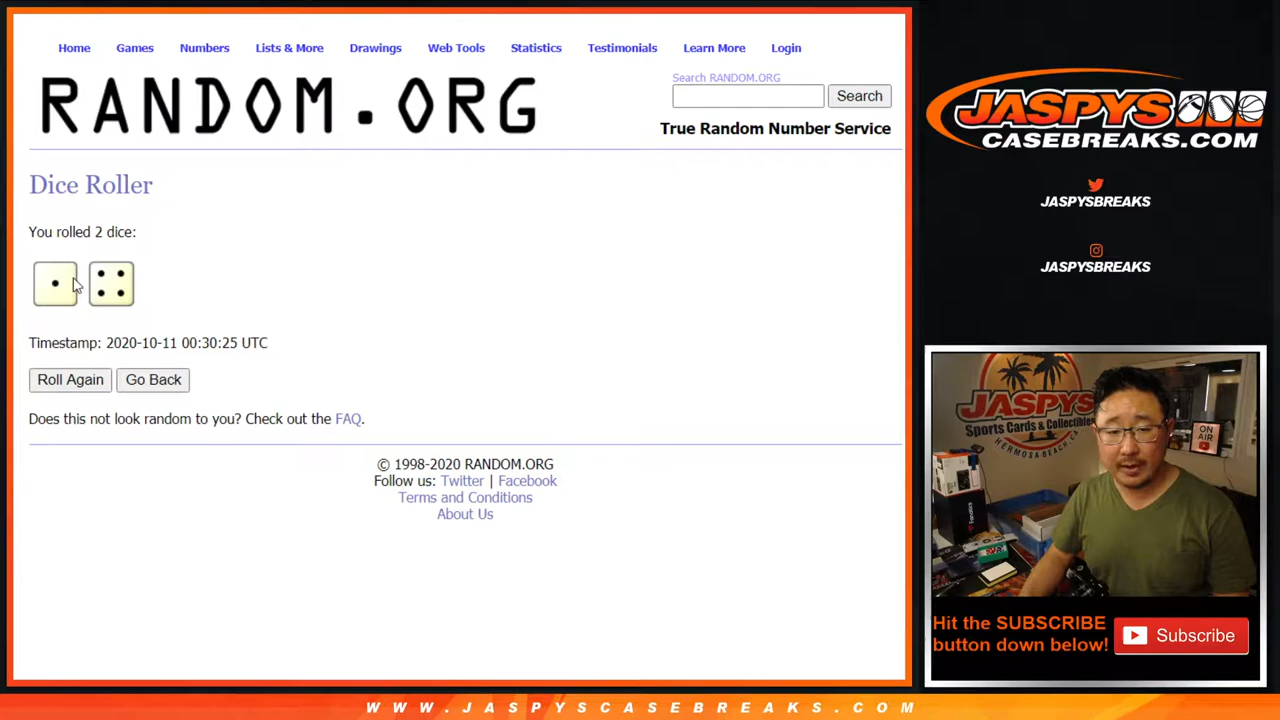 Home Games Numbers Lists & More Drawings Web Tools Statistics Testimonials Learn More Login
RANDOM.ORG
Search RANDOM.ORG
Search
True Random Number Service
Dice Roller
You rolled 2 dice:
Timestamp: 2020-10-11 00:30:25 UTC
Roll Again Go Back
Does this not look random to you? Check out the FAQ.
© 1998-2020 RANDOM.ORG
Follow us: Twitter | Facebook
Terms and Conditions
About Us
JASPYS
CASEBREAKS.COM
JASPYSBREAKS
JASPYSBREAKS
JASPYS
Sports Cards & Collectibles
HERMOSA BEACH, CA
ON AIR
Fanatics
Hit the SUBSCRIBE
button down below!
Subscribe
WWW.JASPYSCASEBREAKS.COM